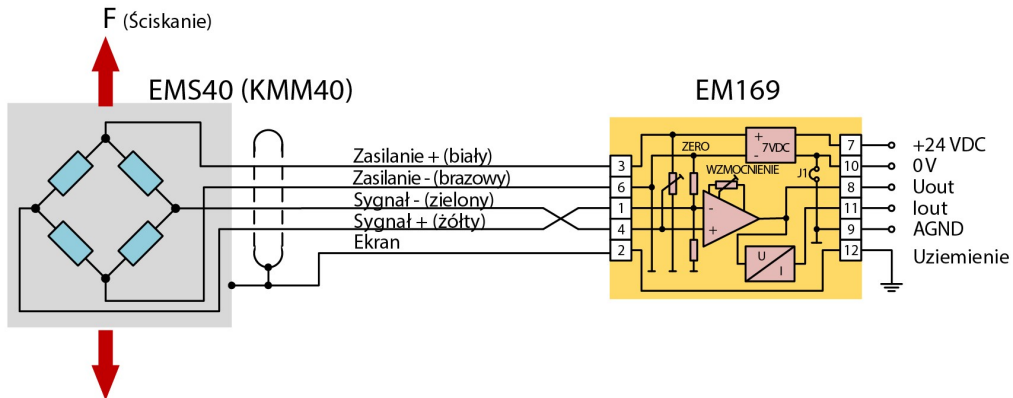 F (Ściskanie)
EMS40 (KMM40)
EM169
Zasilanie + (biały)
Zasilanie - (brazowy)
Sygnał - (zielony)
Sygnał + (żółty)
Ekran
3
6
1
4
2
ZERO
WZMOCNIENIE
-
+
+
7VDC
-
J1
U
I
7
10
8
11
9
12
+24 VDC
0V
Uout
Iout
AGND
Uziemienie